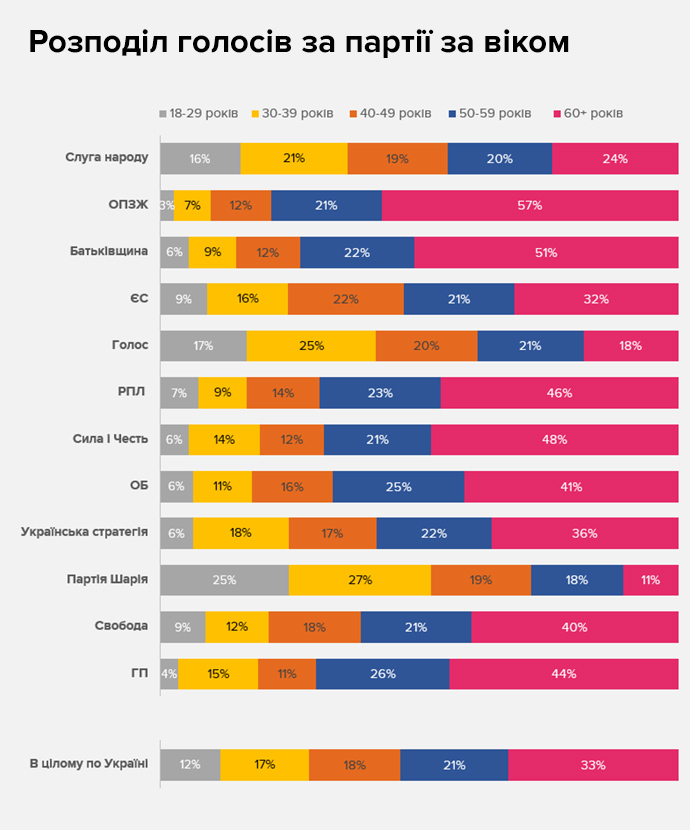 Розподіл голосів за партії за віком
18-29 років 30-39 років 40-49 років 50-59 років 60+ років
Слуга народу 16% 21% 19% 20% 24%
ОПЗЖ 3% 7% 12% 21% 57%
Батьківщина 6% 9% 12% 22% 51%
ЄС 9% 16% 22% 21% 32%
Голос 17% 25% 20% 21% 18%
РПЛ 7% 9% 14% 23% 46%
Сила і Честь 6% 14% 12% 21% 48%
ОБ 6% 11% 16% 25% 41%
Українська стратегія 6% 18% 17% 22% 36%
Партія Шарія 25% 27% 19% 18% 11%
Свобода 9% 12% 18% 21% 40%
ГП 4% 15% 11% 26% 44%
В цілому по Україні 12% 17% 18% 21% 33%